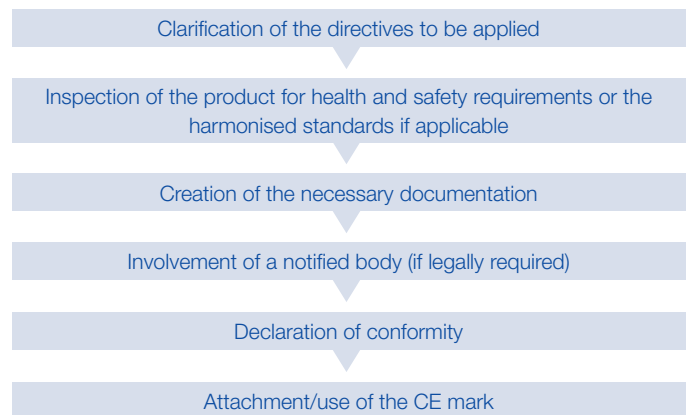 Clarification of the directives to be applied
Inspection of the product for health and safety requirements or the
harmonised standards if applicable
Creation of the necessary documentation
Involvement of a notified body (if legally required)
Declaration of conformity
Attachment/use of the CE mark